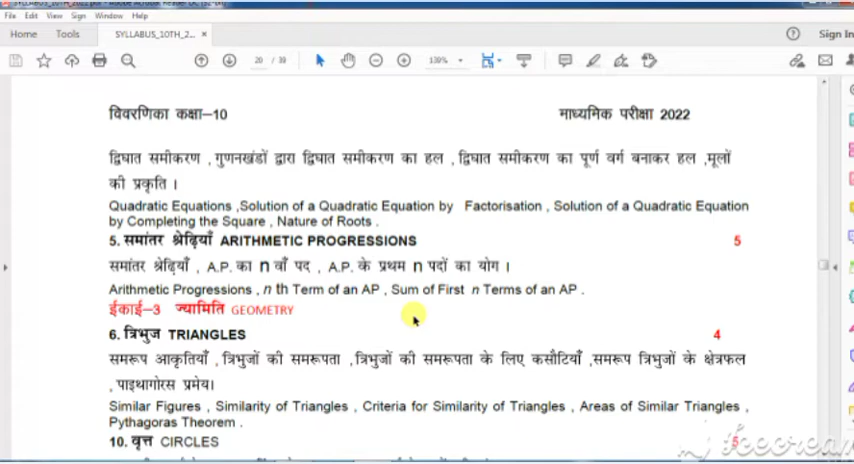 File Edit View Sign Window Help
Home Tools SYLLABUS_10TH_2... × Sign In
20 / 39 139%
विवरणिका कक्षा–10 माध्यमिक परीक्षा 2022
द्विघात समीकरण ,गुणनखंडों द्वारा द्विघात समीकरण का हल ,द्विघात समीकरण का पूर्ण वर्ग बनाकर हल ,मूलों
की प्रकृति ।
Quadratic Equations ,Solution of a Quadratic Equation by Factorisation , Solution of a Quadratic Equation
by Completing the Square , Nature of Roots .
5. समांतर श्रेढ़ियाँ ARITHMETIC PROGRESSIONS 5
समांतर श्रेढ़ियाँ , A.P. का n वाँ पद , A.P. के प्रथम n पदों का योग ।
Arithmetic Progressions , n th Term of an AP , Sum of First n Terms of an AP .
ईकाई–3 ज्यामिति GEOMETRY
6. त्रिभुज TRIANGLES 4
समरूप आकृतियाँ ,त्रिभुजों की समरूपता ,त्रिभुजों की समरूपता के लिए कसौटियाँ ,समरूप त्रिभुजों के क्षेत्रफल
, पाइथागोरस प्रमेय।
Similar Figures , Similarity of Triangles , Criteria for Similarity of Triangles , Areas of Similar Triangles ,
Pythagoras Theorem .
10. वृत्त CIRCLES 5